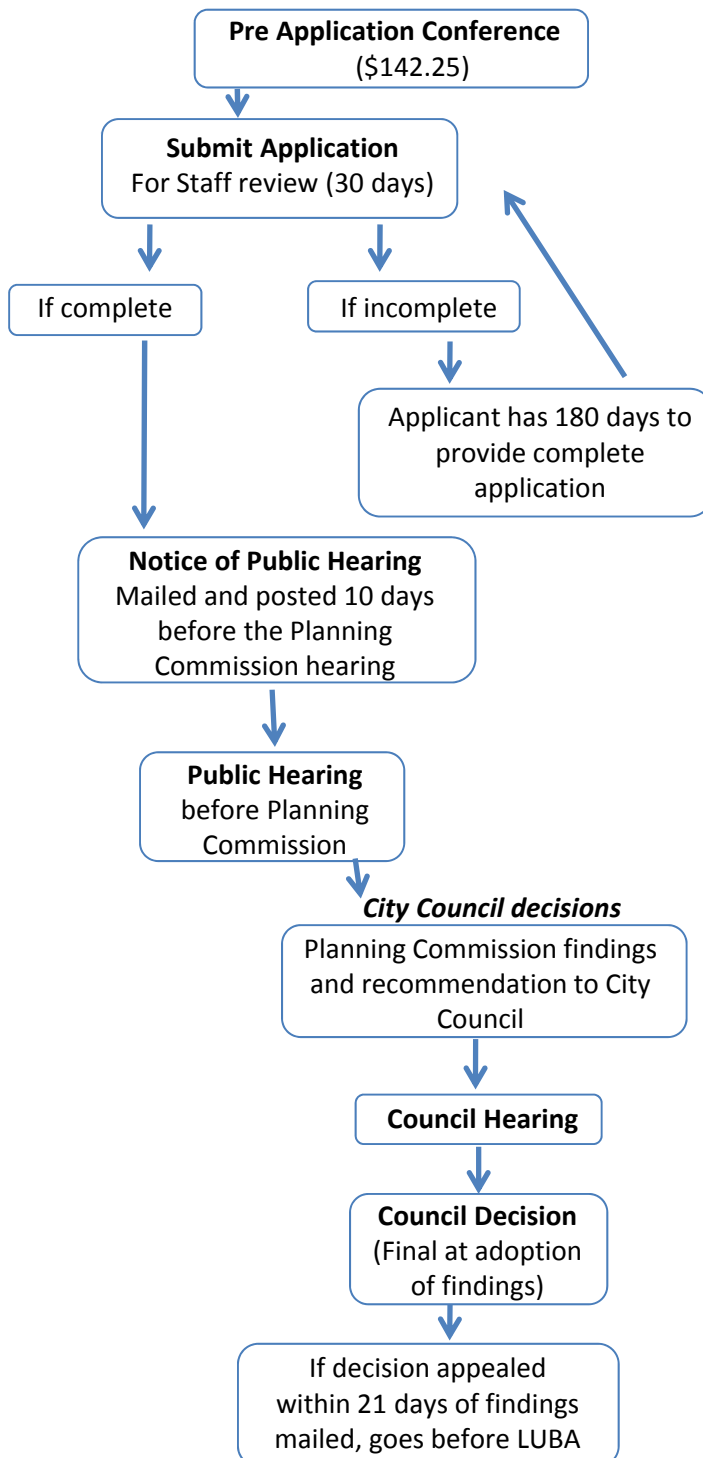 Pre Application Conference
($142.25)
Submit Application
For Staff review (30 days)
If complete
If incomplete
Applicant has 180 days to
provide complete
application
Notice of Public Hearing
Mailed and posted 10 days
before the Planning
Commission hearing
Public Hearing
before Planning
Commission
City Council decisions
Planning Commission findings
and recommendation to City
Council
Council Hearing
Council Decision
(Final at adoption
of findings)
If decision appealed
within 21 days of findings
mailed, goes before LUBA